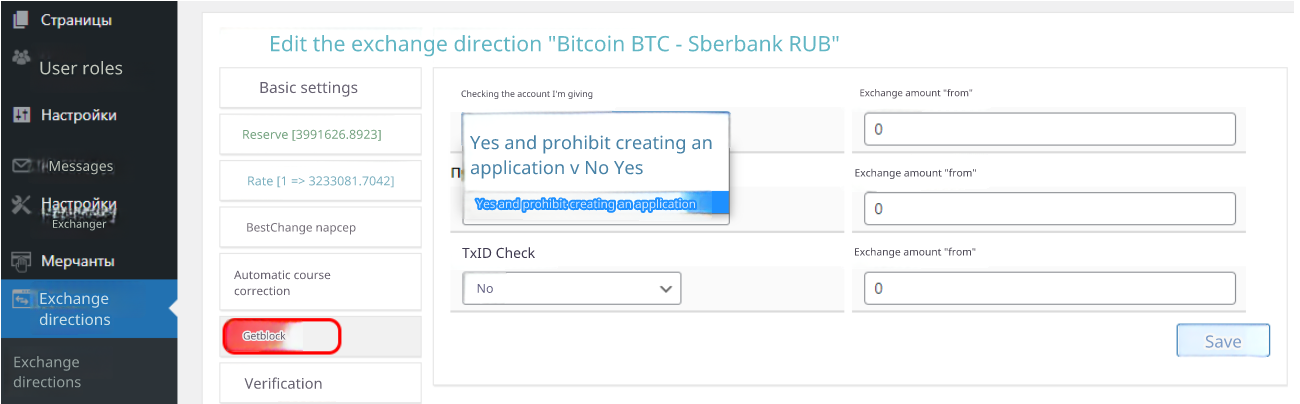 Страницы
User roles
Настройки
Messages
Настройки
Exchanger
Мерчанты
Exchange
directions
Exchange
directions
Edit the exchange direction "Bitcoin BTC - Sberbank RUB"
Basic settings
Reserve [3991626.8923]
Rate [1 => 3233081.7042]
BestChange парсер
Automatic course
correction
Getblock
Verification
Checking the account I'm giving
Yes and prohibit creating an
application v No Yes
Yes and prohibit creating an application
TxID Check
No
Exchange amount "from"
0
Exchange amount "from"
0
Exchange amount "from"
0
Save